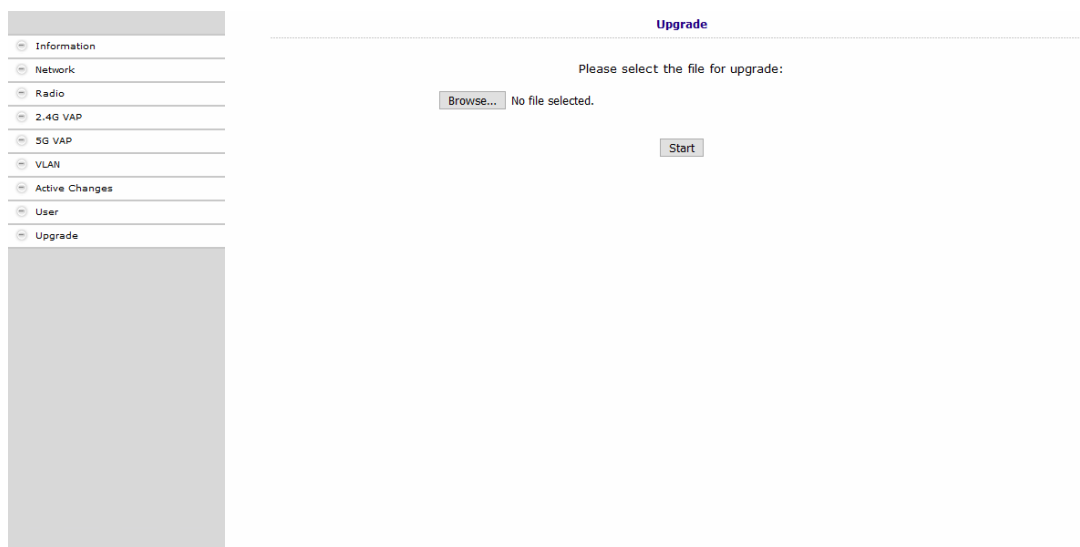 Information
Network
Radio
2.4G VAP
5G VAP
VLAN
Active Changes
User
Upgrade
Upgrade
Please select the file for upgrade:
Browse... No file selected.
Start